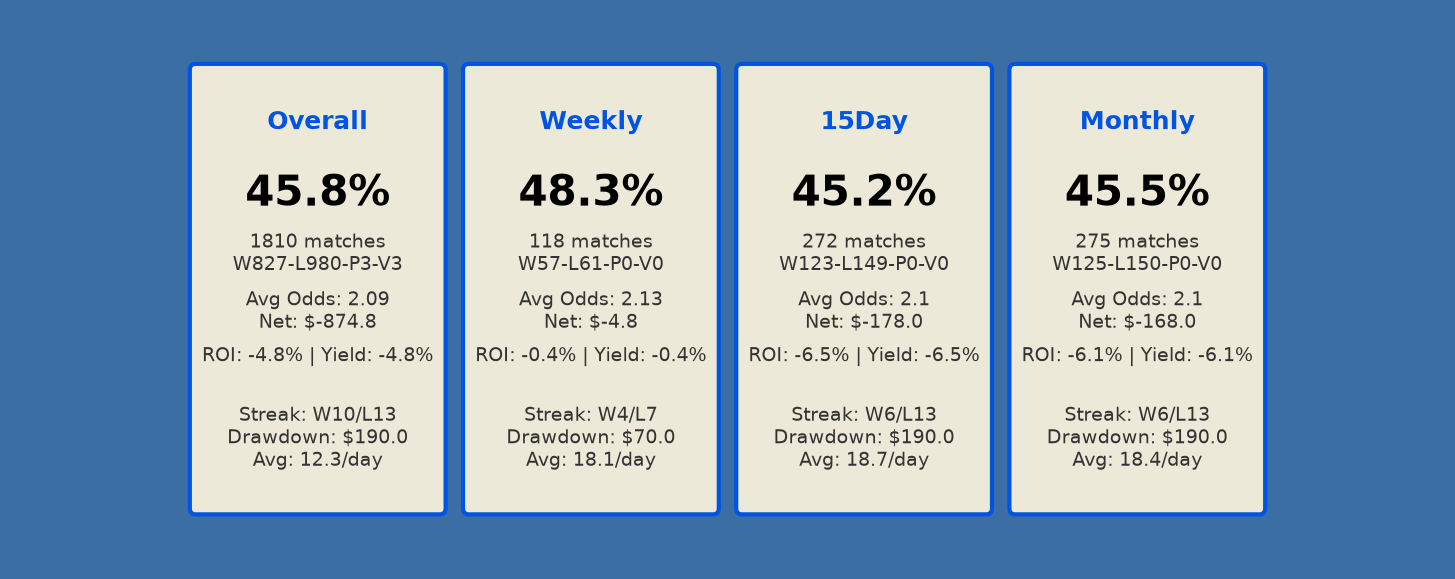 Overall
45.8%
1810 matches
W827-L980-P3-V3
Avg Odds: 2.09
Net: $-874.8
ROI: -4.8% | Yield: -4.8%
Streak: W10/L13
Drawdown: $190.0
Avg: 12.3/day
Weekly
48.3%
118 matches
W57-L61-P0-V0
Avg Odds: 2.13
Net: $-4.8
ROI: -0.4% | Yield: -0.4%
Streak: W4/L7
Drawdown: $70.0
Avg: 18.1/day
15Day
45.2%
272 matches
W123-L149-P0-V0
Avg Odds: 2.1
Net: $-178.0
ROI: -6.5% | Yield: -6.5%
Streak: W6/L13
Drawdown: $190.0
Avg: 18.7/day
Monthly
45.5%
275 matches
W125-L150-P0-V0
Avg Odds: 2.1
Net: $-168.0
ROI: -6.1% | Yield: -6.1%
Streak: W6/L13
Drawdown: $190.0
Avg: 18.4/day